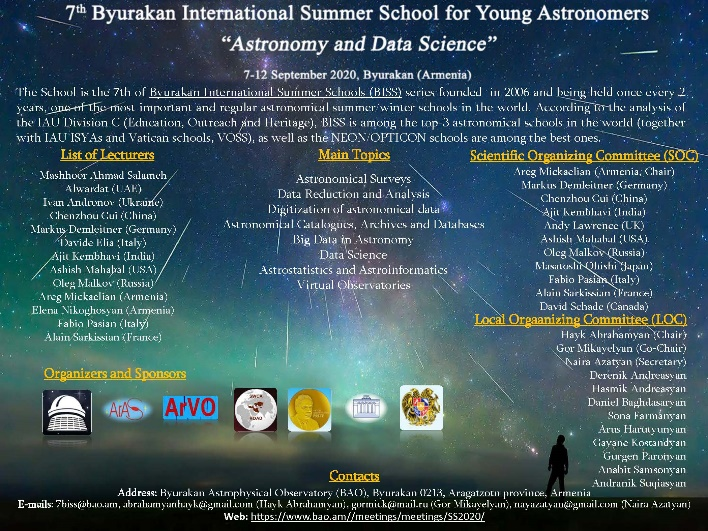 7th Byurakan International Summer School for Young Astronomers
“Astronomy and Data Science”
7-12 September 2020, Byurakan (Armenia)
The School is the 7th of Byurakan International Summer Schools (BISS) series founded in 2006 and being held once every 2
years, one of the most important and regular astronomical summer/winter schools in the world. According to the analysis of
the IAU Division C (Education, Outreach and Heritage), BISS is among the top 3 astronomical schools in the world (together
with IAU ISYAs and Vatican schools, VOSS), as well as the NEON/OPTICON schools are among the best ones.
List of Lecturers
Mashhoor Ahmad Salameh
Alwardat (UAE)
Ivan Andronov (Ukraine)
Chenzhou Cui (China)
Markus Demleitner (Germany)
Davide Elia (Italy)
Ajit Kembhavi (India)
Ashish Mahabal (USA)
Oleg Malkov (Russia)
Areg Mickaelian (Armenia)
Elena Nikoghosyan (Armenia)
Fabio Pasian (Italy)
Alain Sarkissian (France)
Main Topics
Astronomical Surveys
Data Reduction and Analysis
Digitization of astronomical data
Astronomical Catalogues, Archives and Databases
Big Data in Astronomy
Data Science
Astrostatistics and Astroinformatics
Virtual Observatories
Scientific Organizing Committee (SOC)
Areg Mickaelian (Armenia, Chair)
Markus Demleitner (Germany)
Chenzhou Cui (China)
Ajit Kembhavi (India)
Andy Lawrence (UK)
Ashish Mahabal (USA)
Oleg Malkov (Russia)
Masatoshi Ohishi (Japan)
Fabio Pasian (Italy)
Alain Sarkissian (France)
David Schade (Canada)
Local Orgaanizing Committee (LOC)
Hayk Abrahamyan (Chair)
Gor Mikayelyan (Co-Chair)
Naira Azatyan (Secretary)
Derenik Andreasyan
Hasmik Andreasyan
Daniel Baghdasaryan
Sona Farmanyan
Arus Harutyunyan
Gayane Kostandyan
Gurgen Paronyan
Anahit Samsonyan
Andranik Suqiasyan
Organizers and Sponsors
ArAS
ArVO
SWCA
ROAD
Contacts
Address: Byurakan Astrophysical Observatory (BAO), Byurakan 0213, Aragatzotn province, Armenia
E-mails: 7biss@bao.am, abrahamyanhayk@gmail.com (Hayk Abrahamyan), gormick@mail.ru (Gor Mikayelyan), nayazatyan@gmail.com (Naira Azatyan)
Web: https://www.bao.am//meetings/meetings/SS2020/